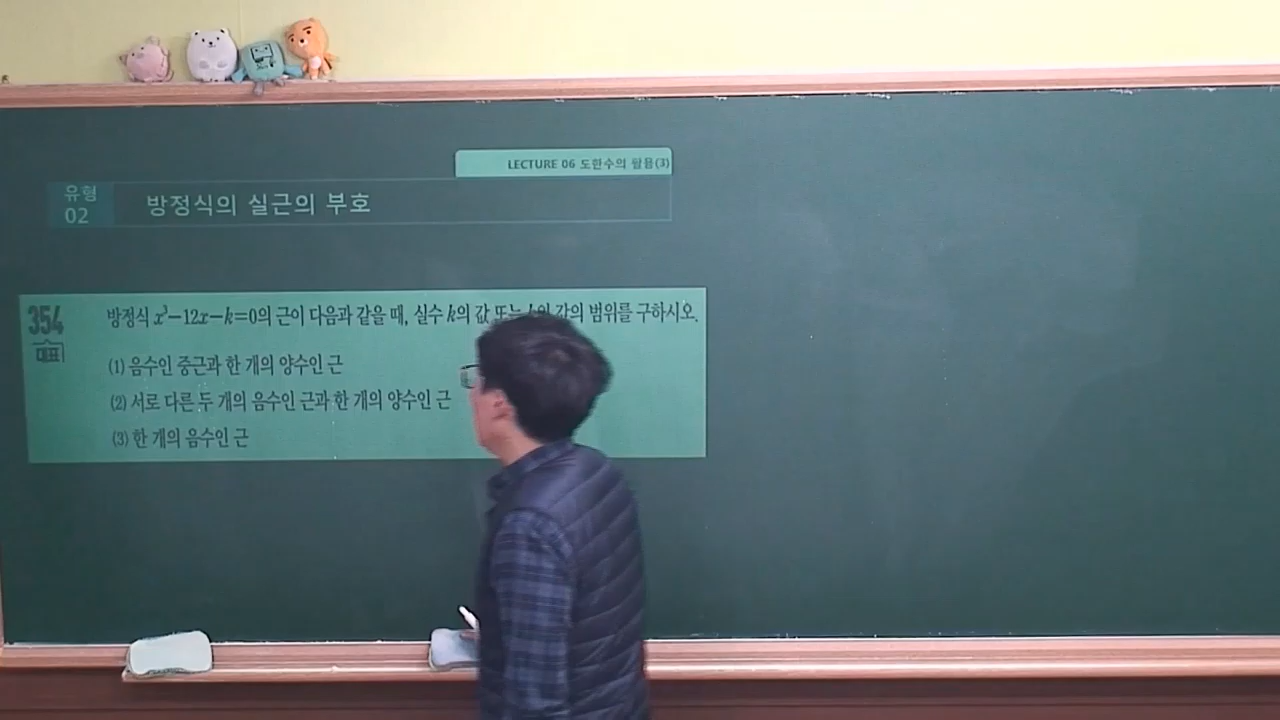 LECTURE 06 도함수의 활용(3)
유형
02
방정식의 실근의 부호
354
대표
방정식 x³-12x-k=0의 근이 다음과 같을 때, 실수 k의 값 또는 값의 범위를 구하시오.
(1) 음수인 중근과 한 개의 양수인 근
(2) 서로 다른 두 개의 음수인 근과 한 개의 양수인 근
(3) 한 개의 음수인 근